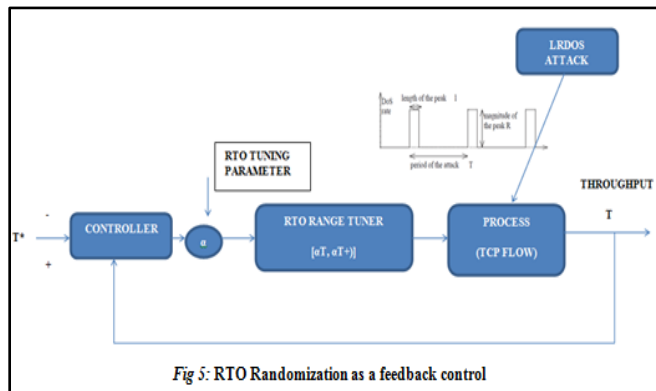 LRDOS
ATTACK
DoS
rate
length of the peak l
magnitude of
the peak R
period of the attack T
RTO TUNING
PARAMETER
THROUGHPUT
T
T*
-
+
CONTROLLER
α
RTO RANGE TUNER
[αT, αT+)]
PROCESS
(TCP FLOW)
Fig 5: RTO Randomization as a feedback control